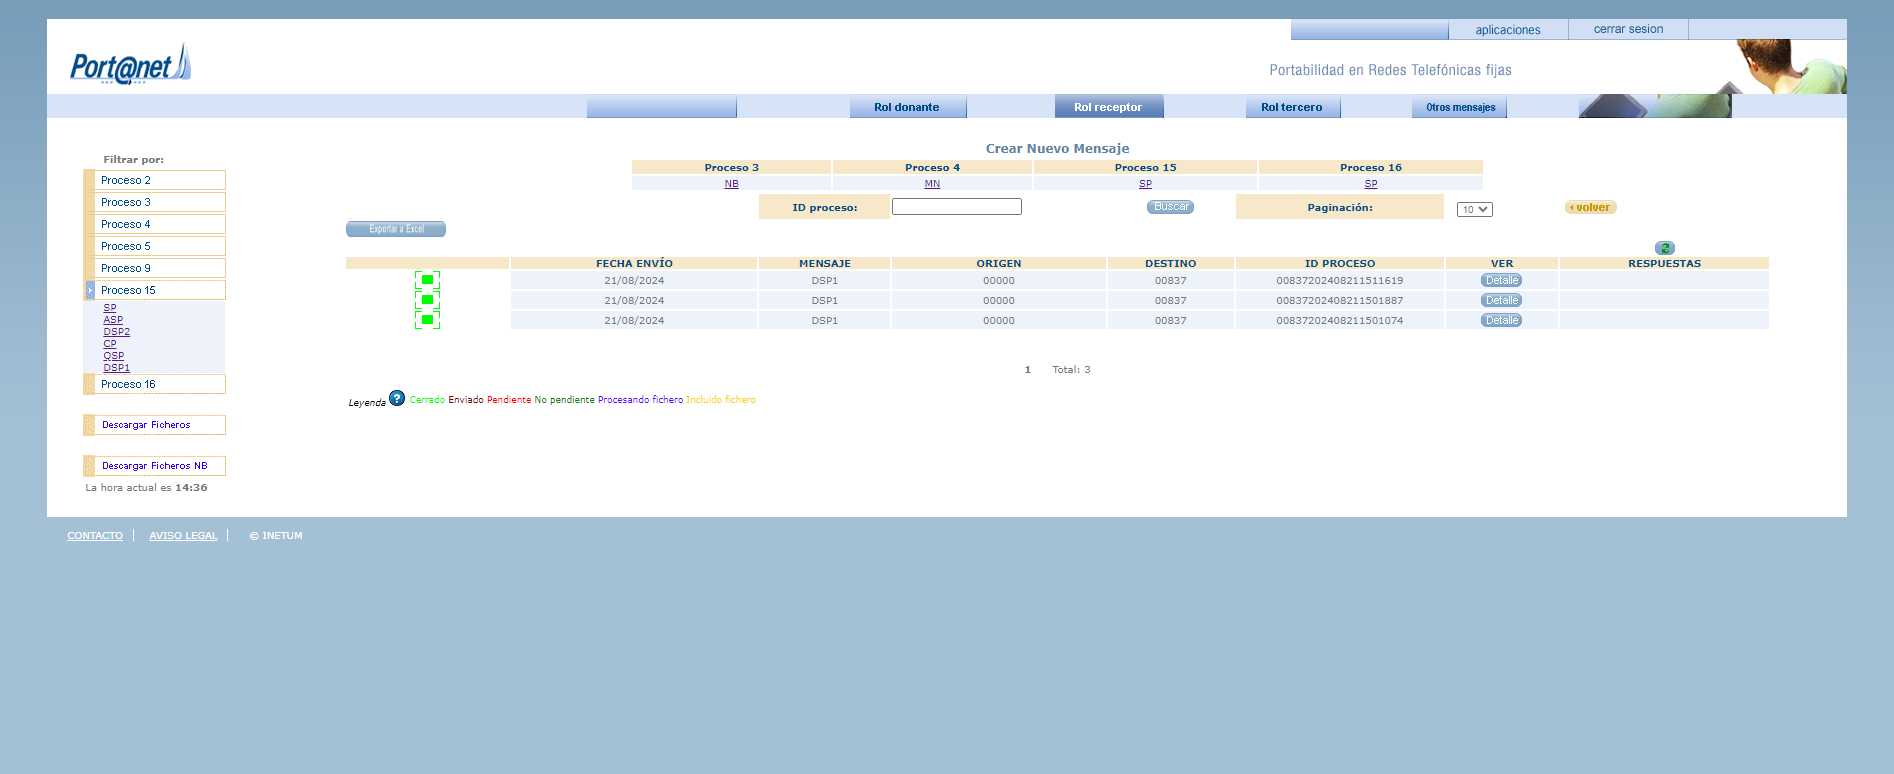 aplicaciones cerrar sesion
Port@net
Portabilidad en Redes Telefónicas fijas
Rol donante Rol receptor Rol tercero Otros mensajes
Filtrar por:
Proceso 2
Proceso 3
Proceso 4
Proceso 5
Proceso 9
Proceso 15
SP
ASP
DSP2
CP
QSP
DSP1
Proceso 16
Descargar Ficheros
Descargar Ficheros NB
La hora actual es 14:36
Crear Nuevo Mensaje
Proceso 3 Proceso 4 Proceso 15 Proceso 16
NB MN SP SP
ID proceso: Buscar Paginación: 10 volver
Exportar a Excel
FECHA ENVÍO MENSAJE ORIGEN DESTINO ID PROCESO VER RESPUESTAS
21/08/2024 DSP1 00000 00837 00837202408211511619 Detalle
21/08/2024 DSP1 00000 00837 00837202408211501887 Detalle
21/08/2024 DSP1 00000 00837 00837202408211501074 Detalle
1 Total: 3
Leyenda ? Cerrado Enviado Pendiente No pendiente Procesando fichero Incluido fichero
CONTACTO | AVISO LEGAL | © INETUM